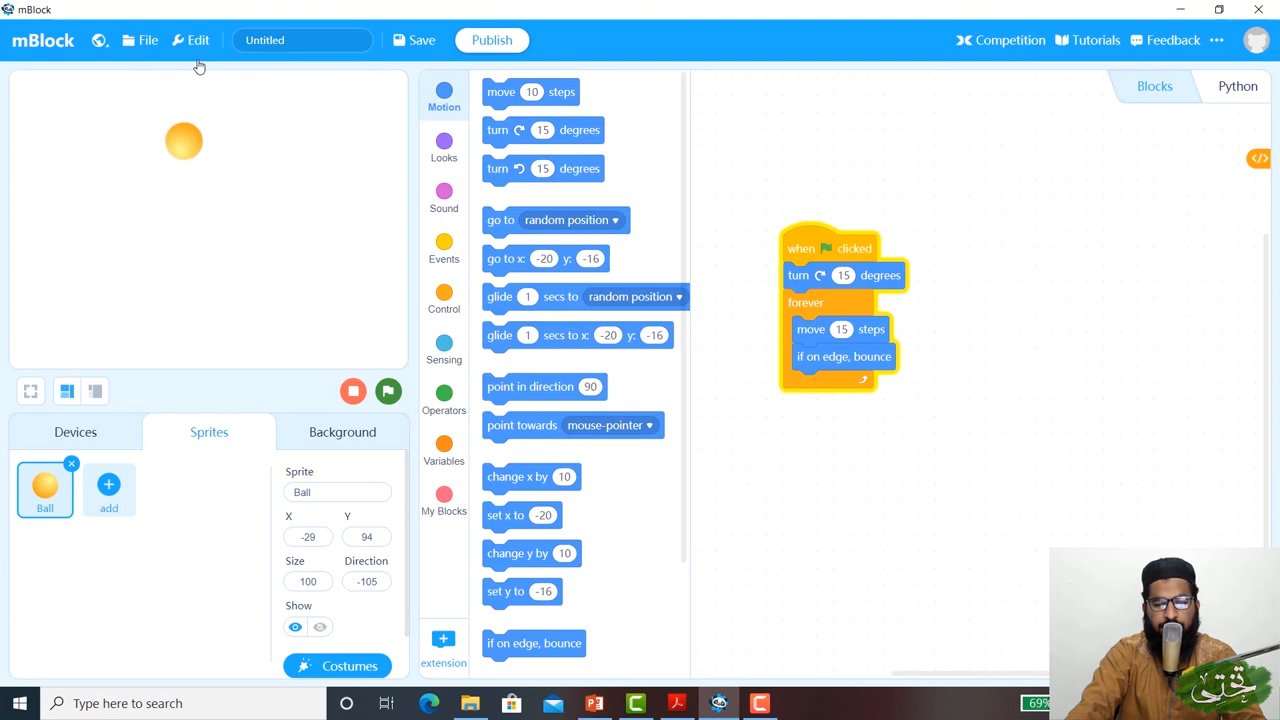 mBlock
mBlock File Edit Untitled Save Publish Competition Tutorials Feedback
Motion
Looks
Sound
Events
Control
Sensing
Operators
Variables
My Blocks
extension
move 10 steps
turn 15 degrees
turn 15 degrees
go to random position
go to x: -20 y: -16
glide 1 secs to random position
glide 1 secs to x: -20 y: -16
point in direction 90
point towards mouse-pointer
change x by 10
set x to -20
change y by 10
set y to -16
if on edge, bounce
Blocks Python
</>
when clicked
turn 15 degrees
forever
move 15 steps
if on edge, bounce
Devices Sprites Background
Ball
add
Sprite
Ball
X Y
-29 94
Size Direction
100 -105
Show
Costumes
Type here to search
69%
تختی